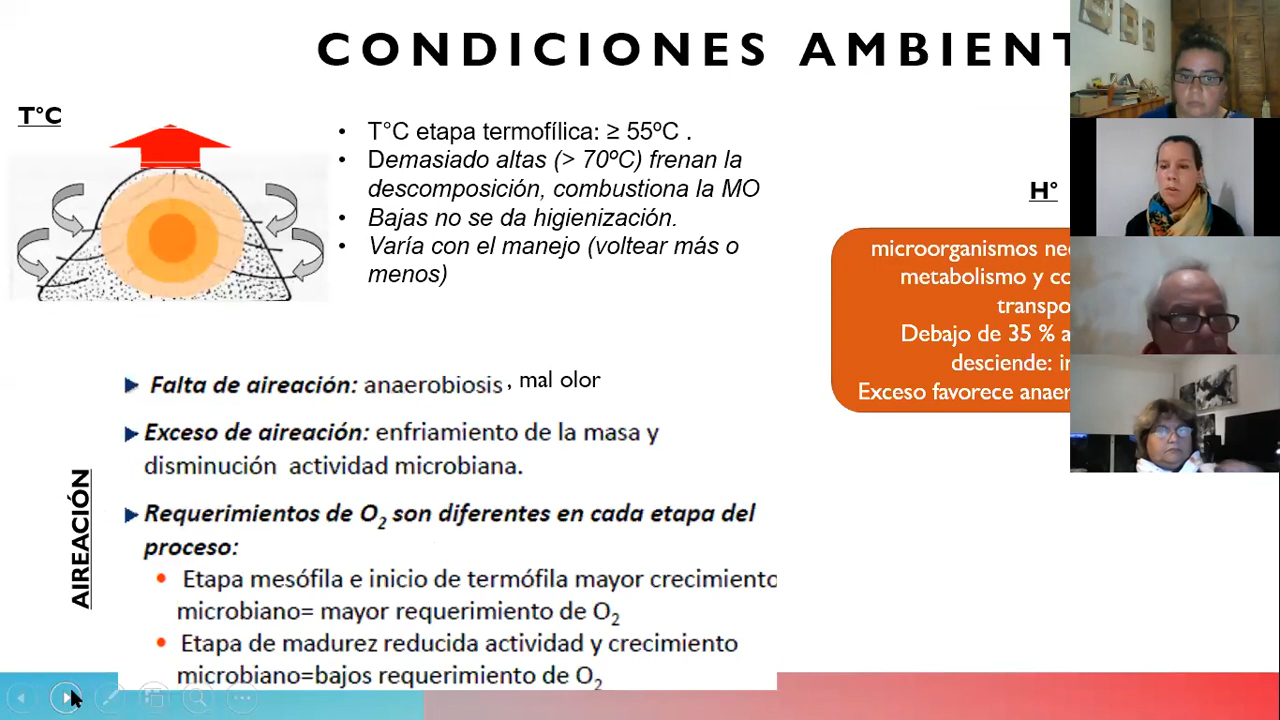 CONDICIONES AMBIENT
T°C
• T°C etapa termofílica: ≥ 55ºC .
• Demasiado altas (> 70ºC) frenan la
descomposición, combustiona la MO
• Bajas no se da higienización.
• Varía con el manejo (voltear más o
menos)
H°
microorganismos
metabolismo y
Debajo de 35 %
desciende:
Exceso favorece
AIREACIÓN
Falta de aireación: anaerobiosis , mal olor
Exceso de aireación: enfriamiento de la masa y
disminución actividad microbiana.
Requerimientos de O2 son diferentes en cada etapa del
proceso:
• Etapa mesófila e inicio de termófila mayor crecimiento
microbiano= mayor requerimiento de O2
• Etapa de madurez reducida actividad y crecimiento
microbiano=bajos requerimiento de O2